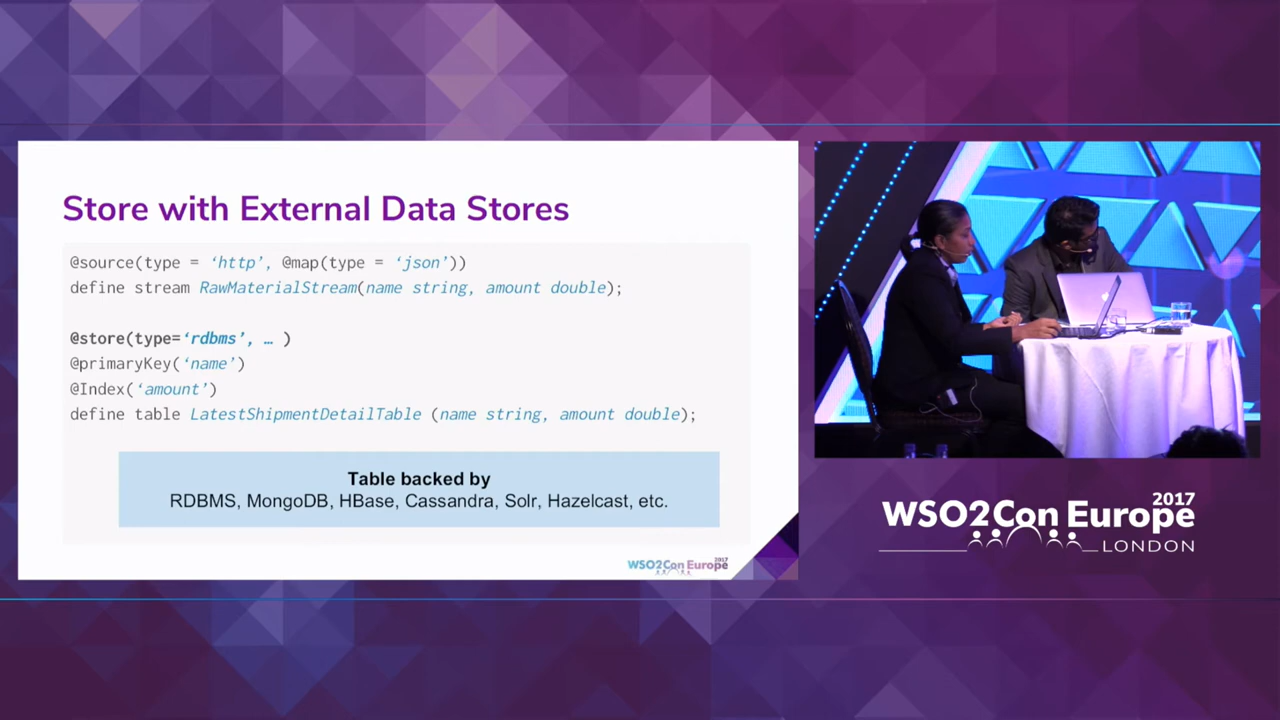 Store with External Data Stores
@source(type = ‘http’, @map(type = ‘json’))
define stream RawMaterialStream(name string, amount double);
@store(type=‘rdbms’, … )
@primaryKey(‘name’)
@Index(‘amount’)
define table LatestShipmentDetailTable (name string, amount double);
Table backed by
RDBMS, MongoDB, HBase, Cassandra, Solr, Hazelcast, etc.
WSO2Con Europe 2017
WSO2Con Europe 2017
LONDON